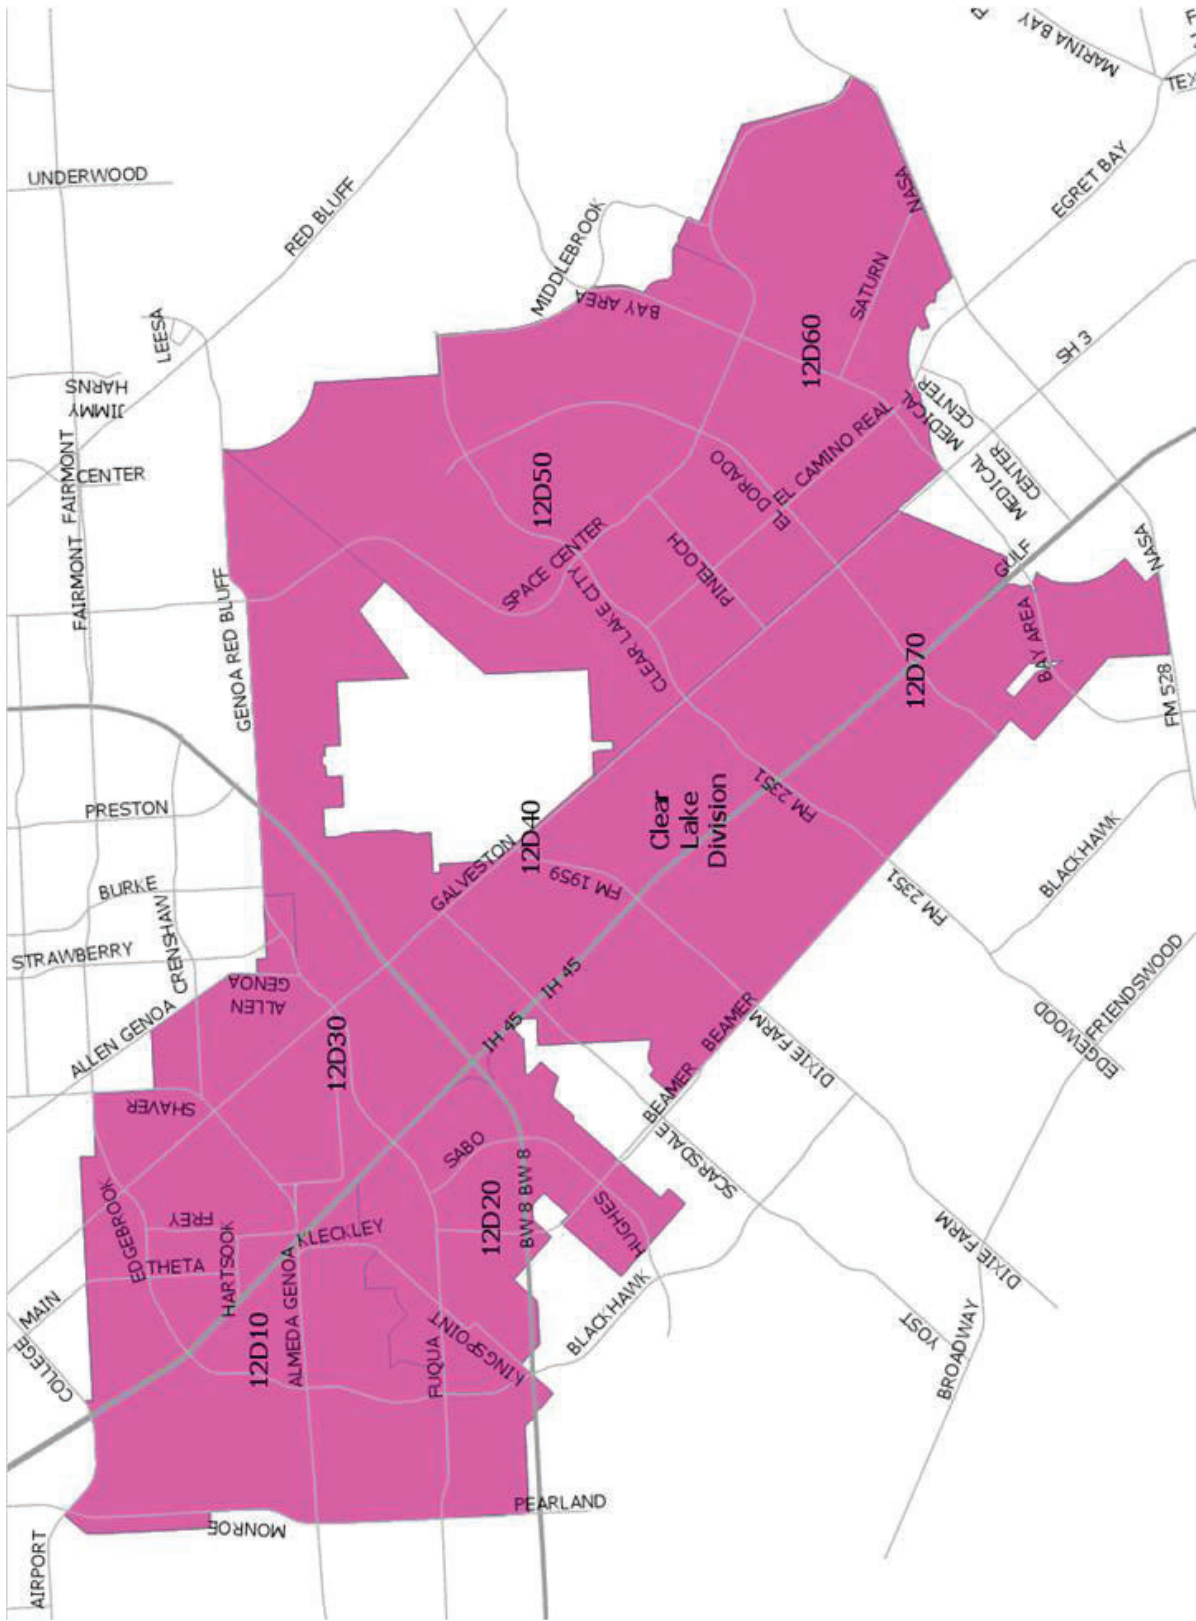 MARINA BAY
UNDERWOOD
RED BLUFF
MIDDLEBROOK
NASA
EGRET BAY
LEESA
BAY AREA
SATURN
12D60
SH 3
JIMMY
HARNS
FAIRMONT
FAIRMONT
CENTER
MEDICAL
CENTER
MEDICAL
CENTER
12D50
EL DORADO
EL CAMINO REAL
SPACE CENTER
PINELOCH
CLEAR LAKE CITY
GULF
NASA
FAIRMONT
GENOA RED BLUFF
BAY AREA
12D70
FM 528
PRESTON
Clear
Lake
Division
FM 2351
12D40
GALVESTON
FM 1959
BLACKHAWK
FM 2351
BURKE
STRAWBERRY
CRENSHAW
ALLEN
GENOA
ALLEN GENOA
IH 45
IH 45
BEAMER
BEAMER
DIXIE FARM
EDGEWOOD
FRIENDSWOOD
12D30
SHAVER
SABO
SCARSDALE
BW 8
BW 8
12D20
HUGHES
EDGEBROOK
FREY
THETA
HARTSOOK
KLECKLEY
ALMEDA GENOA
12D10
MAIN
COLLEGE
FUQUA
KINGSPOINT
BLACKHAWK
DIXIE FARM
YOST
BROADWAY
PEARLAND
MONROE
AIRPORT